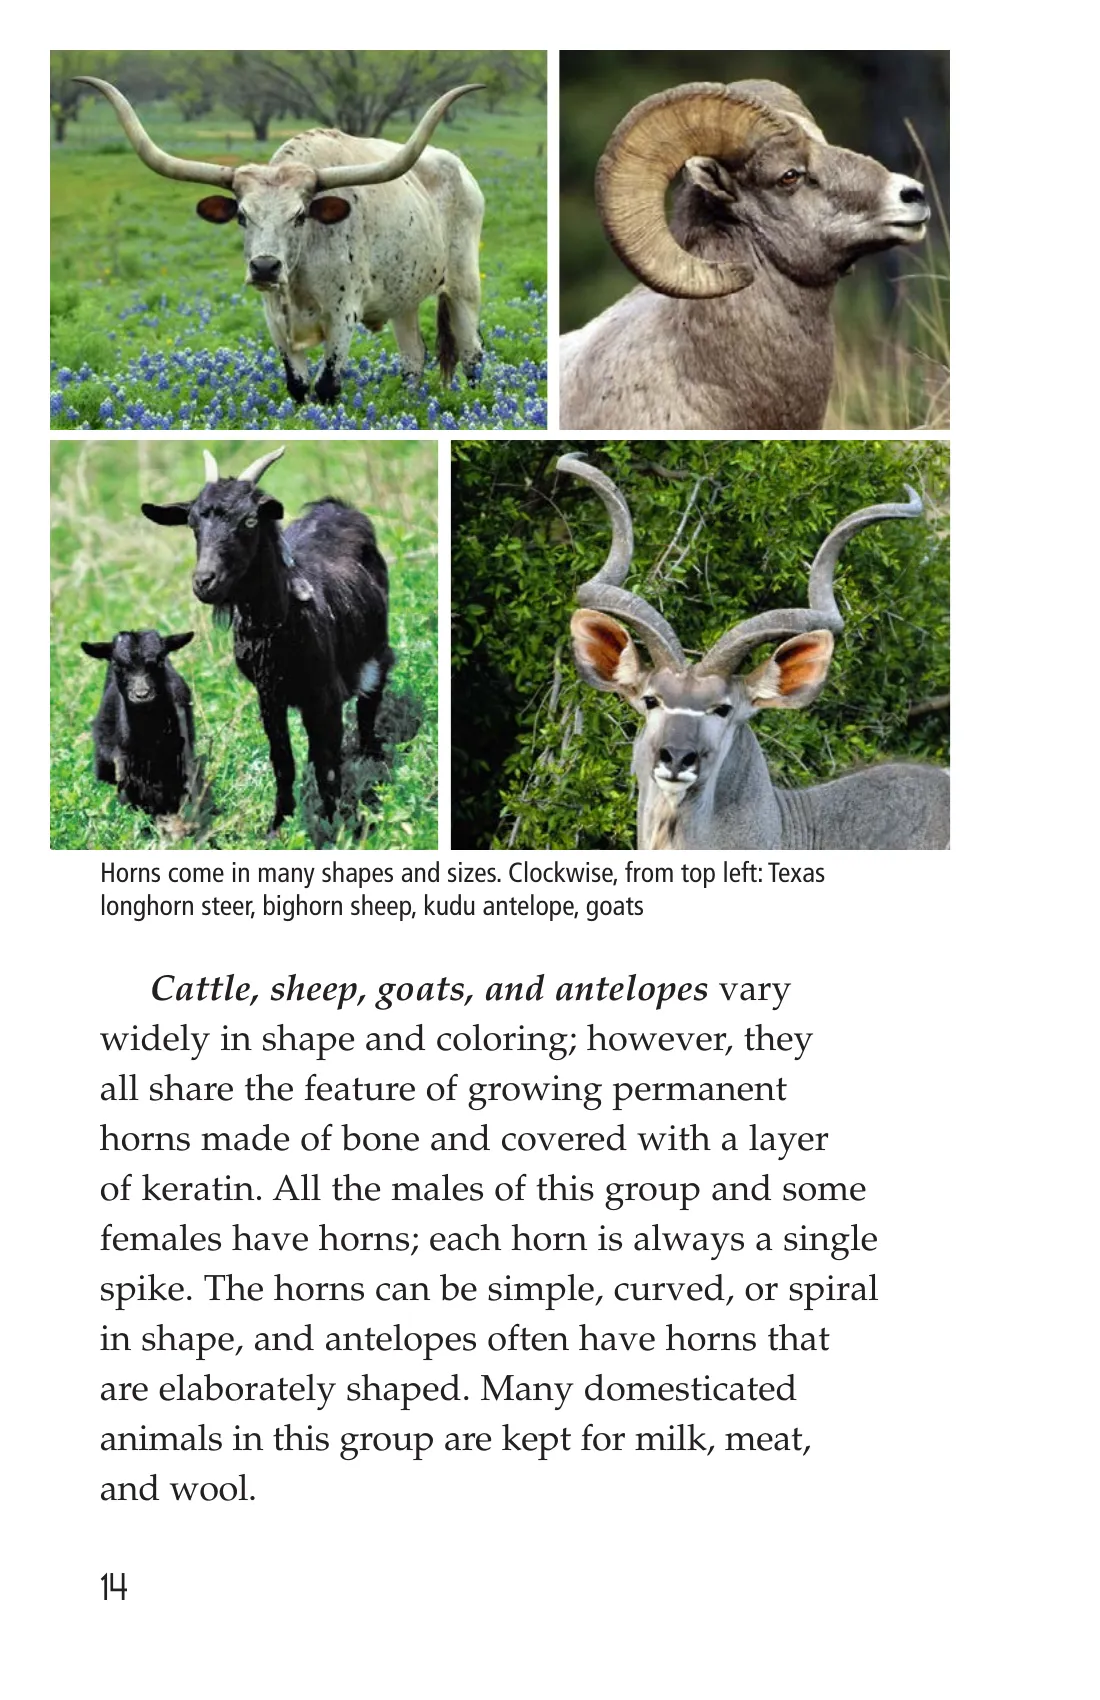 Horns come in many shapes and sizes. Clockwise, from top left: Texas
longhorn steer, bighorn sheep, kudu antelope, goats
Cattle, sheep, goats, and antelopes vary
widely in shape and coloring; however, they
all share the feature of growing permanent
horns made of bone and covered with a layer
of keratin. All the males of this group and some
females have horns; each horn is always a single
spike. The horns can be simple, curved, or spiral
in shape, and antelopes often have horns that
are elaborately shaped. Many domesticated
animals in this group are kept for milk, meat,
and wool.
14